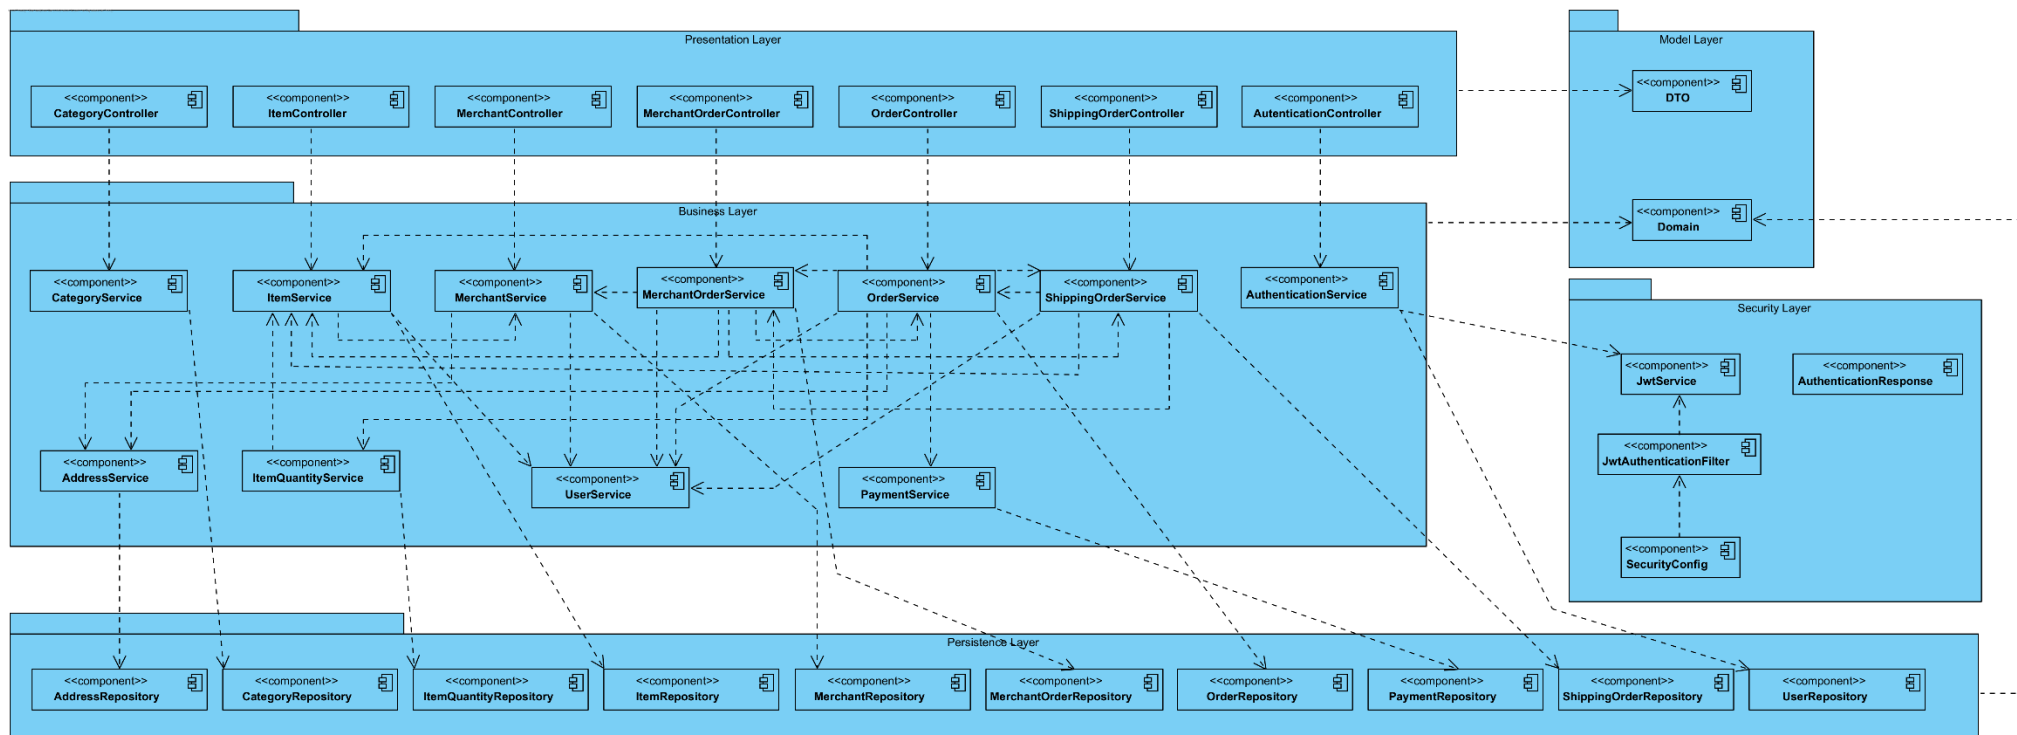 Presentation Layer
<<component>>
CategoryController
<<component>>
ItemController
<<component>>
MerchantController
<<component>>
MerchantOrderController
<<component>>
OrderController
<<component>>
ShippingOrderController
<<component>>
AutenticationController
Model Layer
<<component>>
DTO
<<component>>
Domain
Business Layer
<<component>>
CategoryService
<<component>>
ItemService
<<component>>
MerchantService
<<component>>
MerchantOrderService
<<component>>
OrderService
<<component>>
ShippingOrderService
<<component>>
AuthenticationService
<<component>>
AddressService
<<component>>
ItemQuantityService
<<component>>
UserService
<<component>>
PaymentService
Security Layer
<<component>>
JwtService
<<component>>
AuthenticationResponse
<<component>>
JwtAuthenticationFilter
<<component>>
SecurityConfig
Persistence Layer
<<component>>
AddressRepository
<<component>>
CategoryRepository
<<component>>
ItemQuantityRepository
<<component>>
ItemRepository
<<component>>
MerchantRepository
<<component>>
MerchantOrderRepository
<<component>>
OrderRepository
<<component>>
PaymentRepository
<<component>>
ShippingOrderRepository
<<component>>
UserRepository